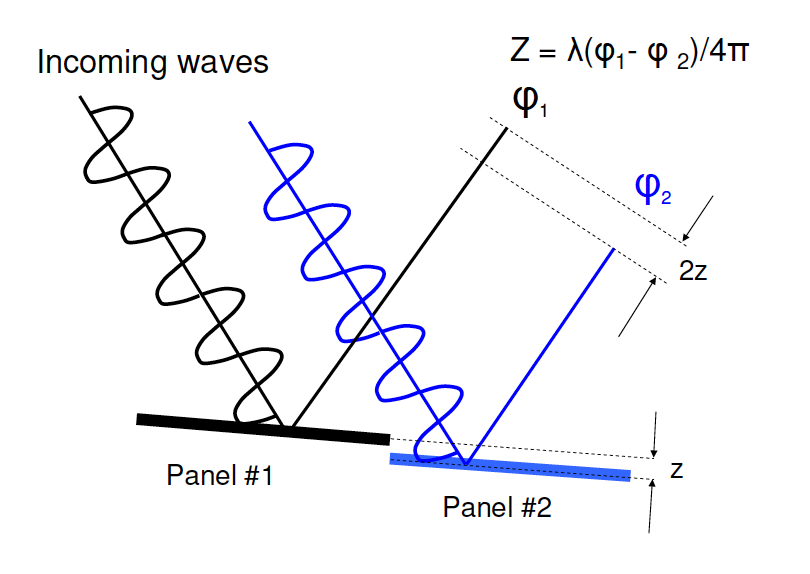 Z = λ(φ₁- φ ₂)/4π
Incoming waves
φ₁
φ₂
2z
z
Panel #1
Panel #2